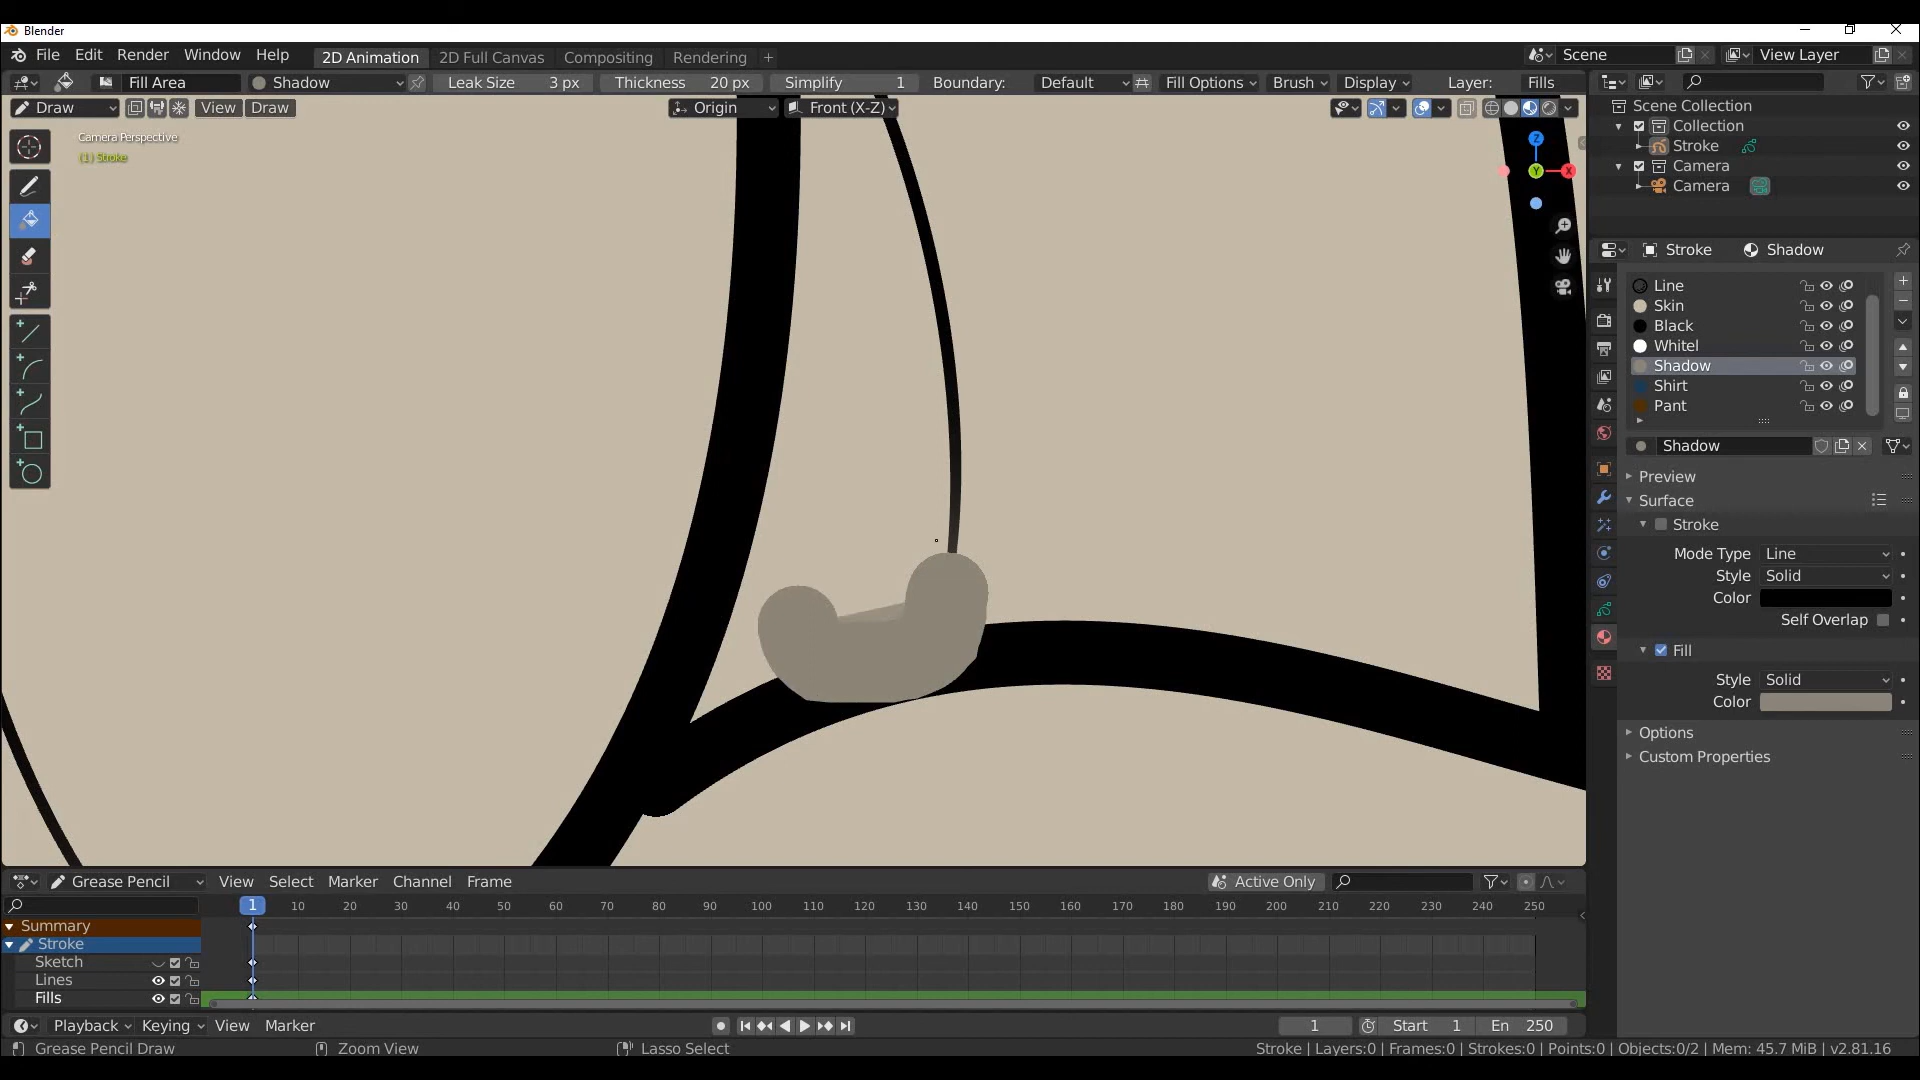 Blender
File Edit Render Window Help 2D Animation 2D Full Canvas Compositing Rendering + Scene View Layer
Fill Area Shadow Leak Size 3 px Thickness 20 px Simplify 1 Boundary: Default Fill Options Brush Display Layer: Fills
Draw View Draw Origin Front (X-Z)
Camera Perspective
(1) Stroke
Z
Y
X
Scene Collection
Collection
Stroke
Camera
Camera
Stroke Shadow
Line
Skin
Black
Whitel
Shadow
Shirt
Pant
Shadow
Preview
Surface
Stroke
Mode Type Line
Style Solid
Color
Self Overlap
Fill
Style Solid
Color
Options
Custom Properties
Grease Pencil View Select Marker Channel Frame Active Only
1 10 20 30 40 50 60 70 80 90 100 110 120 130 140 150 160 170 180 190 200 210 220 230 240 250
Summary
Stroke
Sketch
Lines
Fills
Playback Keying View Marker 1 Start 1 En 250
Grease Pencil Draw Zoom View Lasso Select Stroke | Layers:0 | Frames:0 | Strokes:0 | Points:0 | Objects:0/2 | Mem: 45.7 MiB | v2.81.16